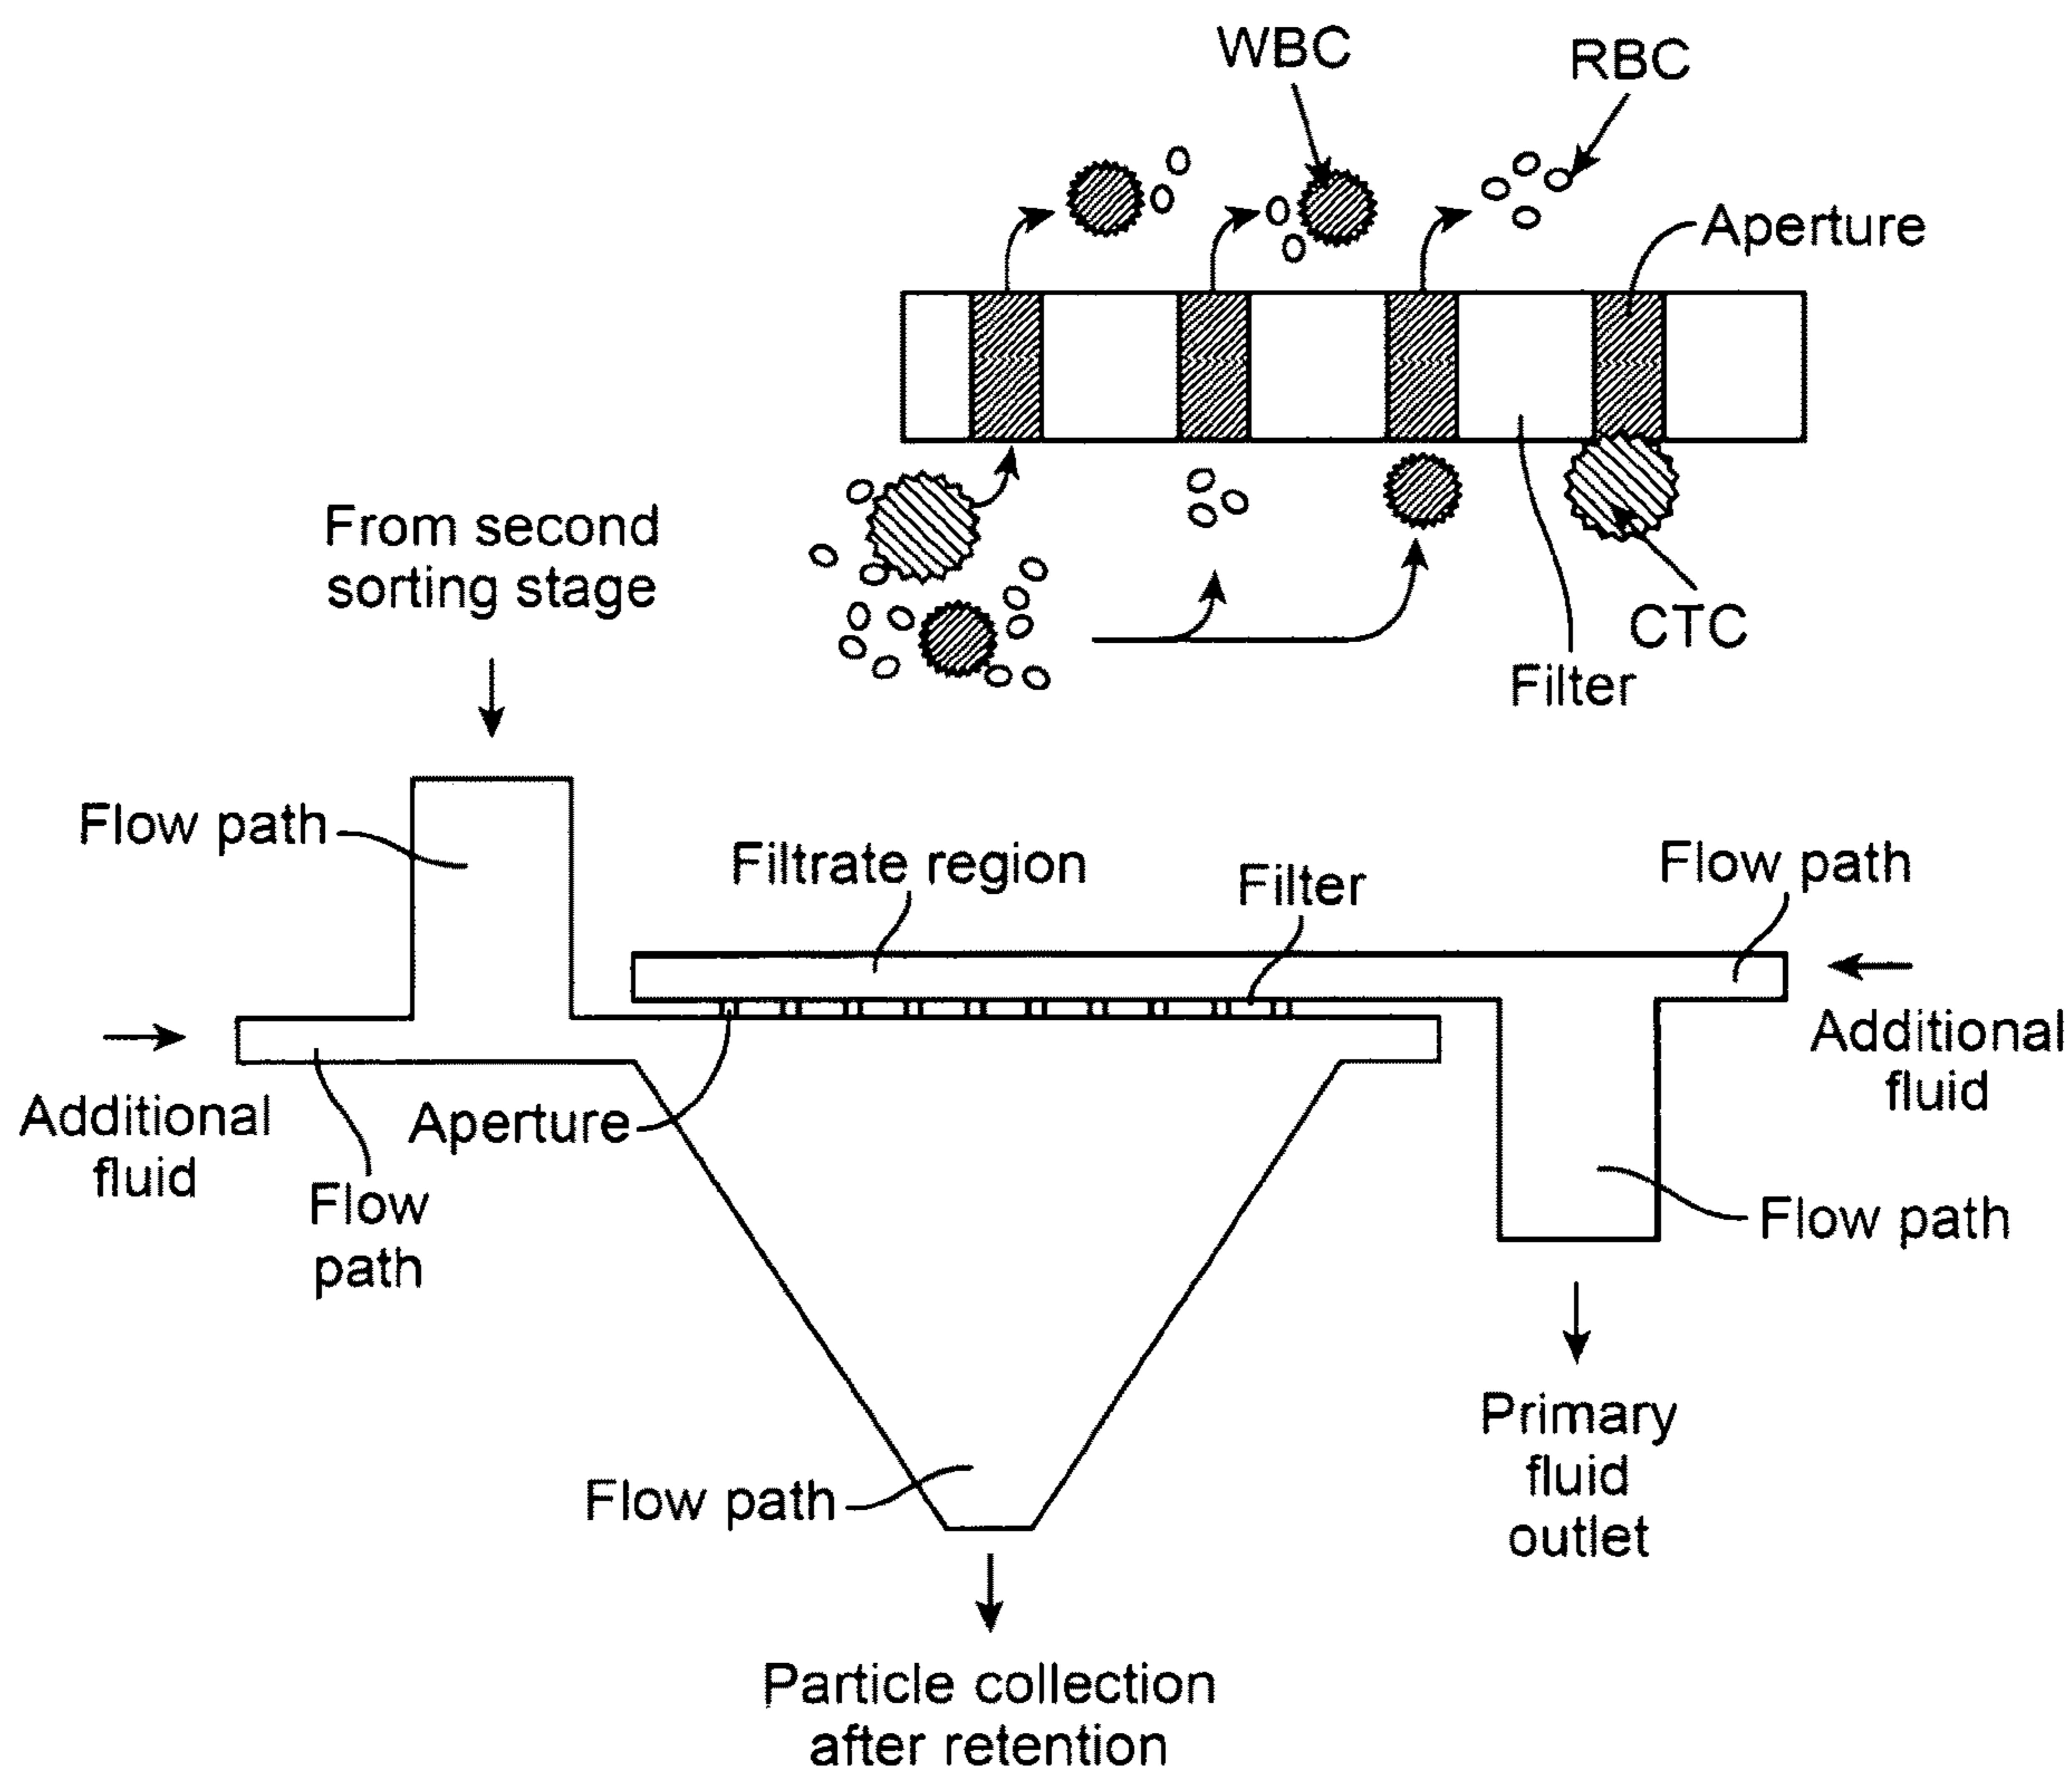 WBC
RBC
Aperture
From second
sorting stage
CTC
Filter
Flow path
Filtrate region
Filter
Flow path
Additional
fluid
Aperture
Additional
fluid
Flow
path
Flow path
Primary
fluid
outlet
Flow path
Particle collection
after retention